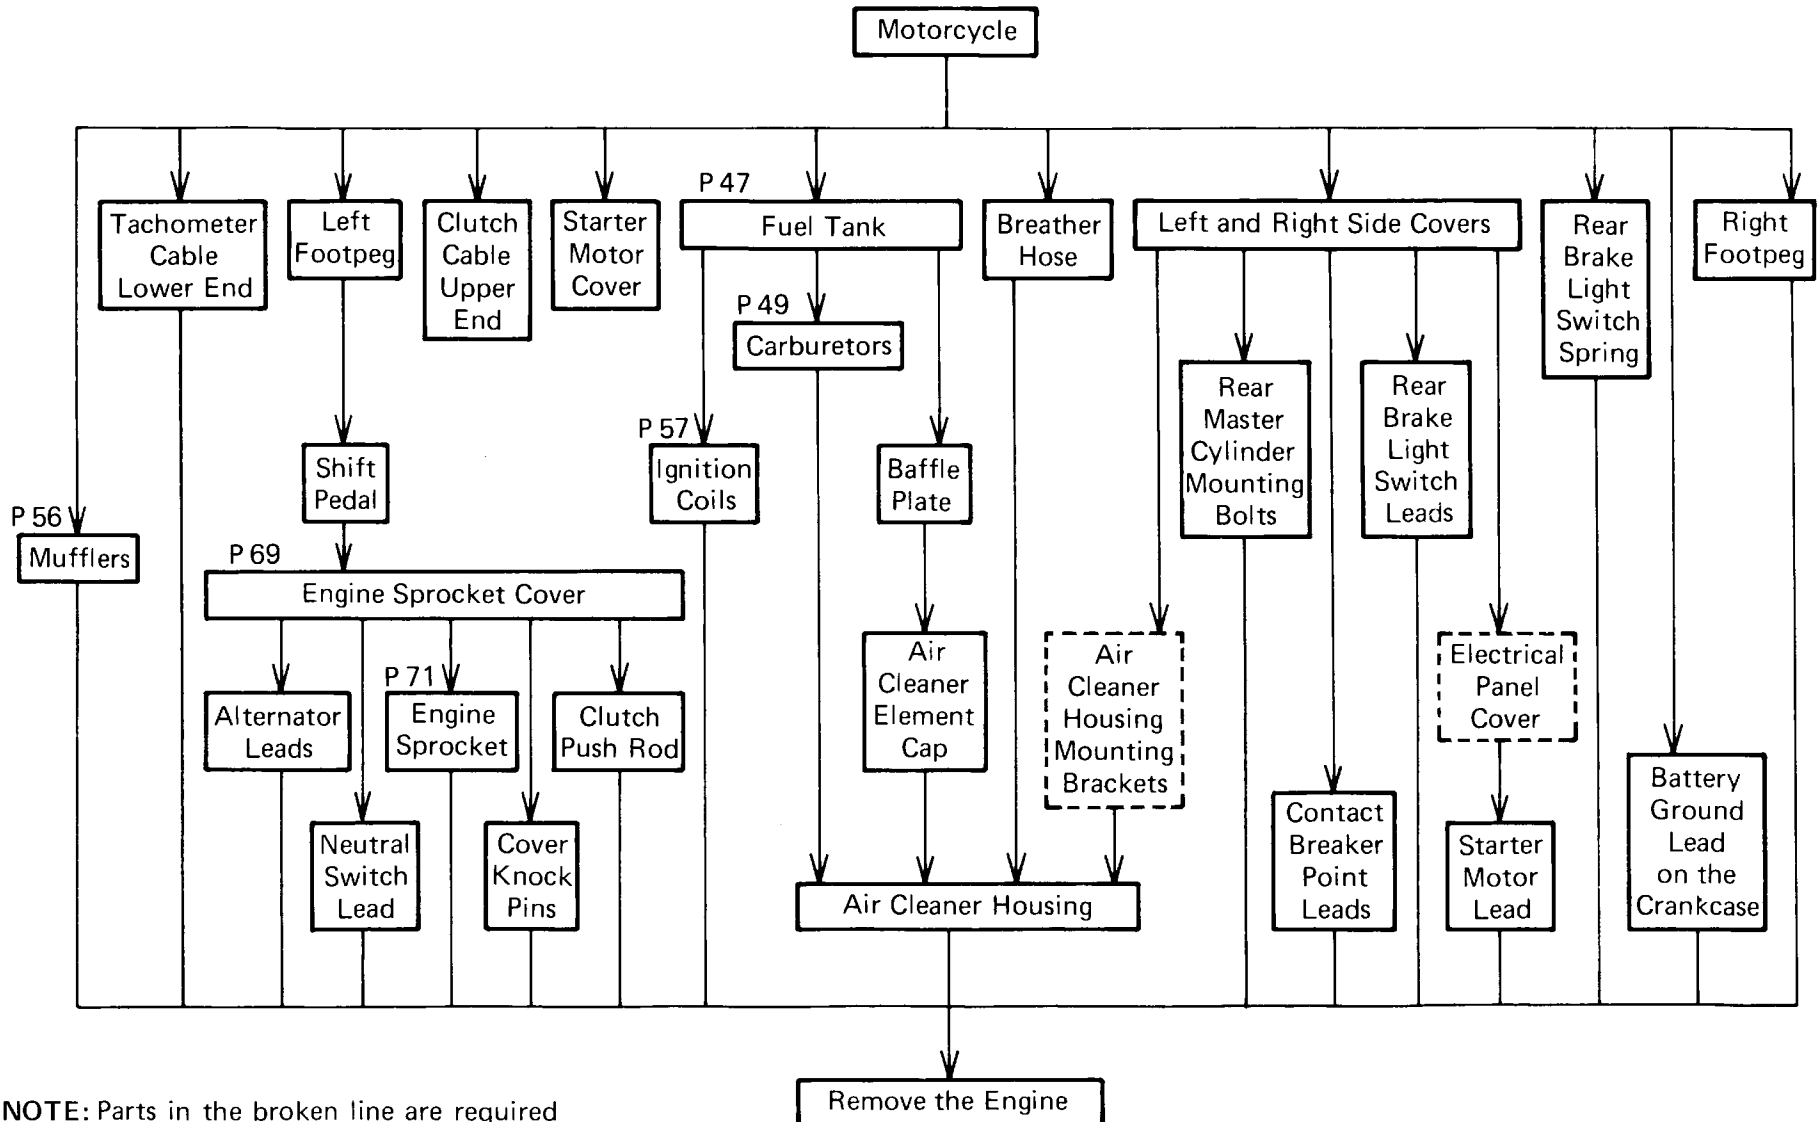 Motorcycle
P 47
Tachometer
Cable
Lower End
Left
Footpeg
Clutch
Cable
Upper
End
Starter
Motor
Cover
Fuel Tank
Breather
Hose
Left and Right Side Covers
Rear
Brake
Light
Switch
Spring
Right
Footpeg
P 49
Carburetors
Rear
Master
Cylinder
Mounting
Bolts
Rear
Brake
Light
Switch
Leads
P 57
Shift
Pedal
Ignition
Coils
Baffle
Plate
P 56
Mufflers
P 69
Engine Sprocket Cover
Air
Cleaner
Element
Cap
Air
Cleaner
Housing
Mounting
Brackets
Electrical
Panel
Cover
P 71
Alternator
Leads
Engine
Sprocket
Clutch
Push Rod
Battery
Ground
Lead
on the
Crankcase
Contact
Breaker
Point
Leads
Neutral
Switch
Lead
Cover
Knock
Pins
Starter
Motor
Lead
Air Cleaner Housing
Remove the Engine
NOTE: Parts in the broken line are required